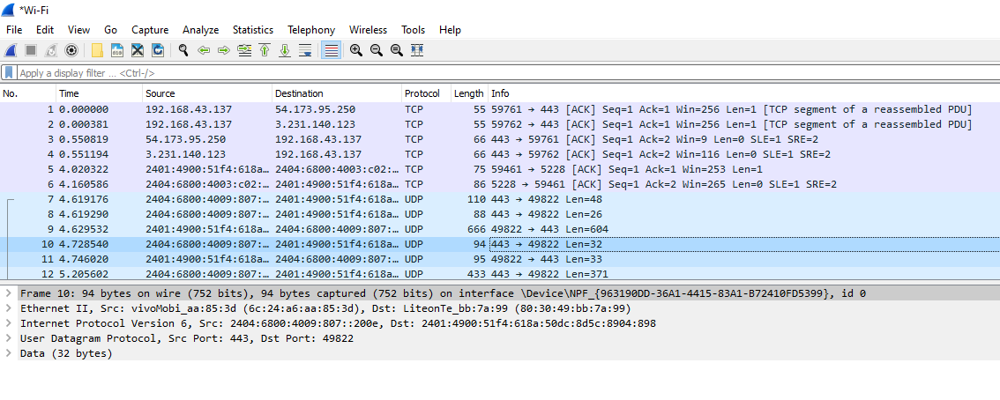 *Wi-Fi
File Edit View Go Capture Analyze Statistics Telephony Wireless Tools Help
Apply a display filter ... <Ctrl-/>
No. Time Source Destination Protocol Length Info
1 0.000000 192.168.43.137 54.173.95.250 TCP 55 59761 → 443 [ACK] Seq=1 Ack=1 Win=256 Len=1 [TCP segment of a reassembled PDU]
2 0.000381 192.168.43.137 3.231.140.123 TCP 55 59762 → 443 [ACK] Seq=1 Ack=1 Win=256 Len=1 [TCP segment of a reassembled PDU]
3 0.550819 54.173.95.250 192.168.43.137 TCP 66 443 → 59761 [ACK] Seq=1 Ack=2 Win=9 Len=0 SLE=1 SRE=2
4 0.551194 3.231.140.123 192.168.43.137 TCP 66 443 → 59762 [ACK] Seq=1 Ack=2 Win=116 Len=0 SLE=1 SRE=2
5 4.020322 2401:4900:51f4:618a… 2404:6800:4003:c02:… TCP 75 59461 → 5228 [ACK] Seq=1 Ack=1 Win=253 Len=1
6 4.160586 2404:6800:4003:c02:… 2401:4900:51f4:618a… TCP 86 5228 → 59461 [ACK] Seq=1 Ack=2 Win=265 Len=0 SLE=1 SRE=2
7 4.619176 2404:6800:4009:807:… 2401:4900:51f4:618a… UDP 110 443 → 49822 Len=48
8 4.619290 2404:6800:4009:807:… 2401:4900:51f4:618a… UDP 88 443 → 49822 Len=26
9 4.629532 2401:4900:51f4:618a… 2404:6800:4009:807:… UDP 666 49822 → 443 Len=604
10 4.728540 2404:6800:4009:807:… 2401:4900:51f4:618a… UDP 94 443 → 49822 Len=32
11 4.746020 2401:4900:51f4:618a… 2404:6800:4009:807:… UDP 95 49822 → 443 Len=33
12 5.205602 2404:6800:4009:807:… 2401:4900:51f4:618a… UDP 433 443 → 49822 Len=371
Frame 10: 94 bytes on wire (752 bits), 94 bytes captured (752 bits) on interface \Device\NPF_{963190DD-36A1-4415-83A1-B72410FD5399}, id 0
Ethernet II, Src: vivoMobi_aa:85:3d (6c:24:a6:aa:85:3d), Dst: LiteonTe_bb:7a:99 (80:30:49:bb:7a:99)
Internet Protocol Version 6, Src: 2404:6800:4009:807::200e, Dst: 2401:4900:51f4:618a:50dc:8d5c:8904:898
User Datagram Protocol, Src Port: 443, Dst Port: 49822
Data (32 bytes)